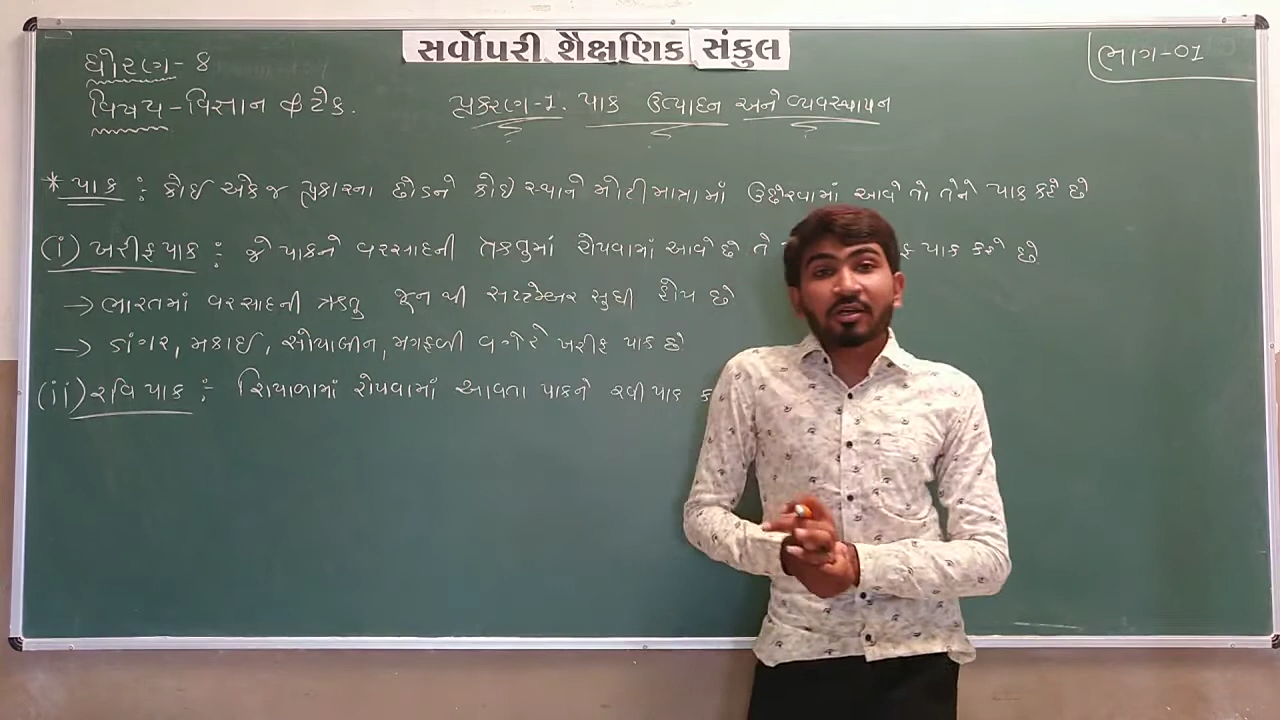 સર્વોપરી શૈક્ષણિક સંકુલ
ધોરણ - 8
ભાગ-01
વિષય - વિજ્ઞાન & ટેક.
પ્રકરણ-1. પાક ઉત્પાદન અને વ્યવસ્થાપન
* પાક : કોઈ એક જ પ્રકારના છોડને કોઈ સ્થાને મોટી માત્રામાં ઉછેરવામાં આવે તો તેને પાક કહે છે
(i) ખરીફ પાક : જે પાકને વરસાદની ઋતુમાં રોપવામાં આવે છે તે પાક કહે છે.
→ ભારતમાં વરસાદની ઋતુ જૂન થી સપ્ટેમ્બર સુધી હોય છે
→ ડાંગર, મકાઈ, સોયાબીન, મગફળી વગેરે ખરીફ પાક છે
(ii) રવિ પાક : શિયાળામાં રોપવામાં આવતા પાકને રવી પાક